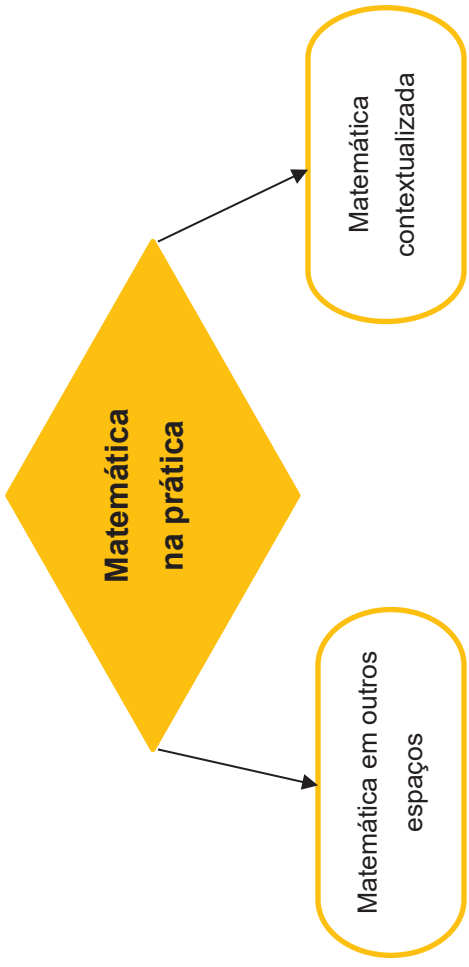 Matemática
na prática
Matemática em outros
espaços
Matemática
contextualizada